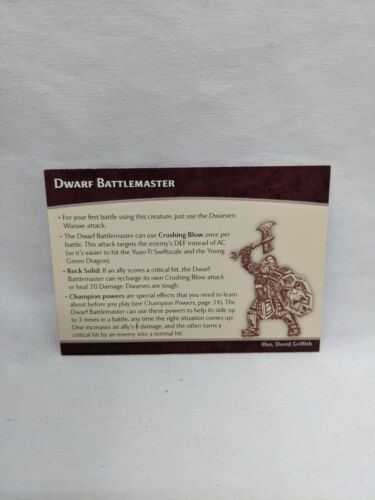 DWARF BATTLEMASTER
• For your first battle using this creature, just use the Dwarven
Waraxe attack.
• The Dwarf Battlemaster can use Crushing Blow once per
battle. This attack targets the enemy's DEF instead of AC
(so it's easier to hit the Yuan-Ti Swiftscale and the Young
Green Dragon).
• Rock Solid: If an ally scores a critical hit, the Dwarf
Battlemaster can recharge its own Crushing Blow attack
or heal 20 Damage. Dwarves are tough.
• Champion powers are special effects that you need to learn
about before you play (see Champion Powers, page 34). The
Dwarf Battlemaster can use these powers to help its side up
to 3 times in a battle, any time the right situation comes up.
One increases an ally's damage, and the other turns a
critical hit by an enemy into a normal hit.
illus. David Griffith